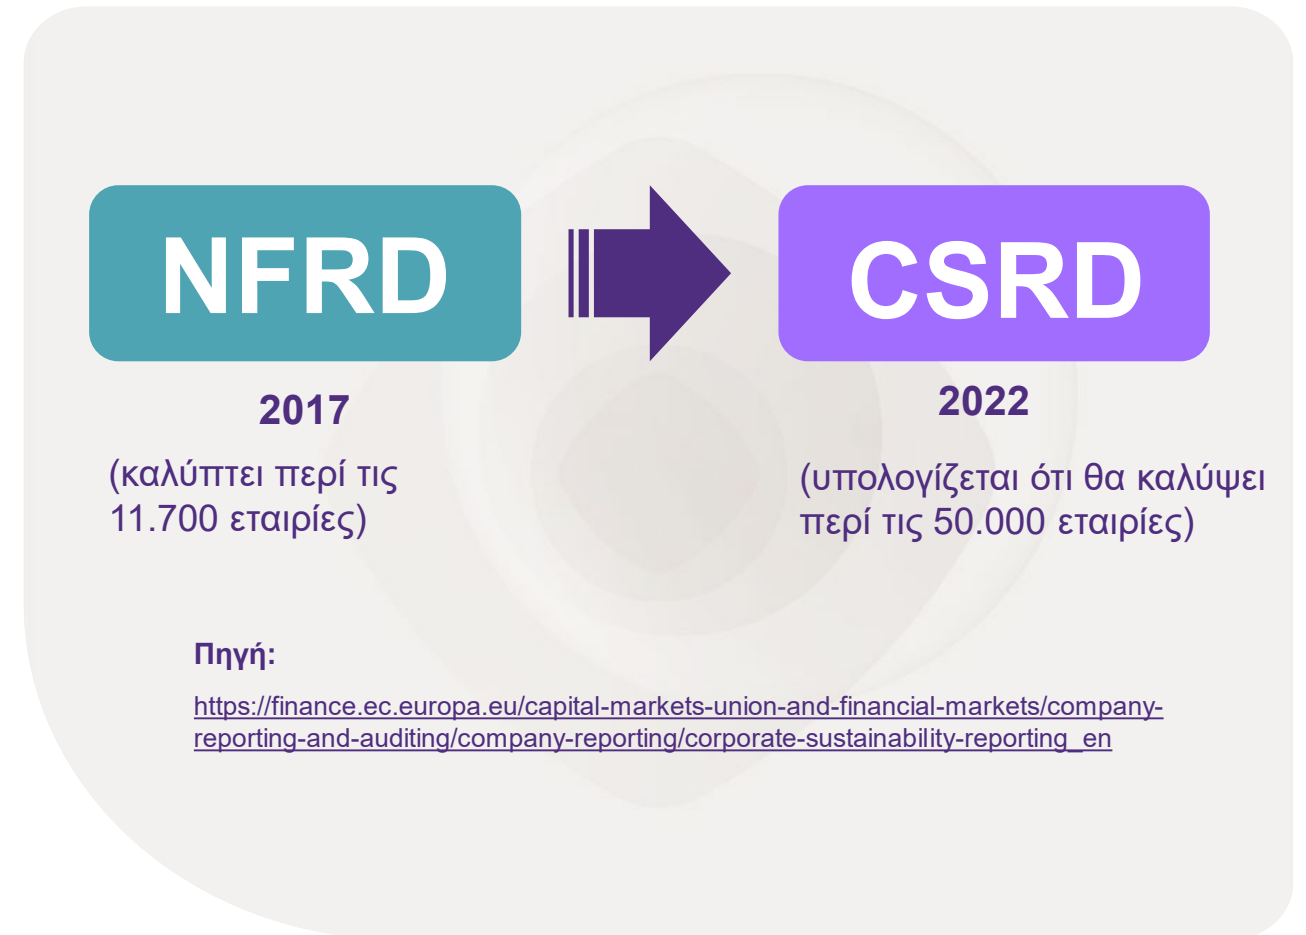 NFRD
CSRD
2017
(καλύπτει περί τις
11.700 εταιρίες)
2022
(υπολογίζεται ότι θα καλύψει
περί τις 50.000 εταιρίες)
Πηγή:
https://finance.ec.europa.eu/capital-markets-union-and-financial-markets/company-
reporting-and-auditing/company-reporting/corporate-sustainability-reporting_en